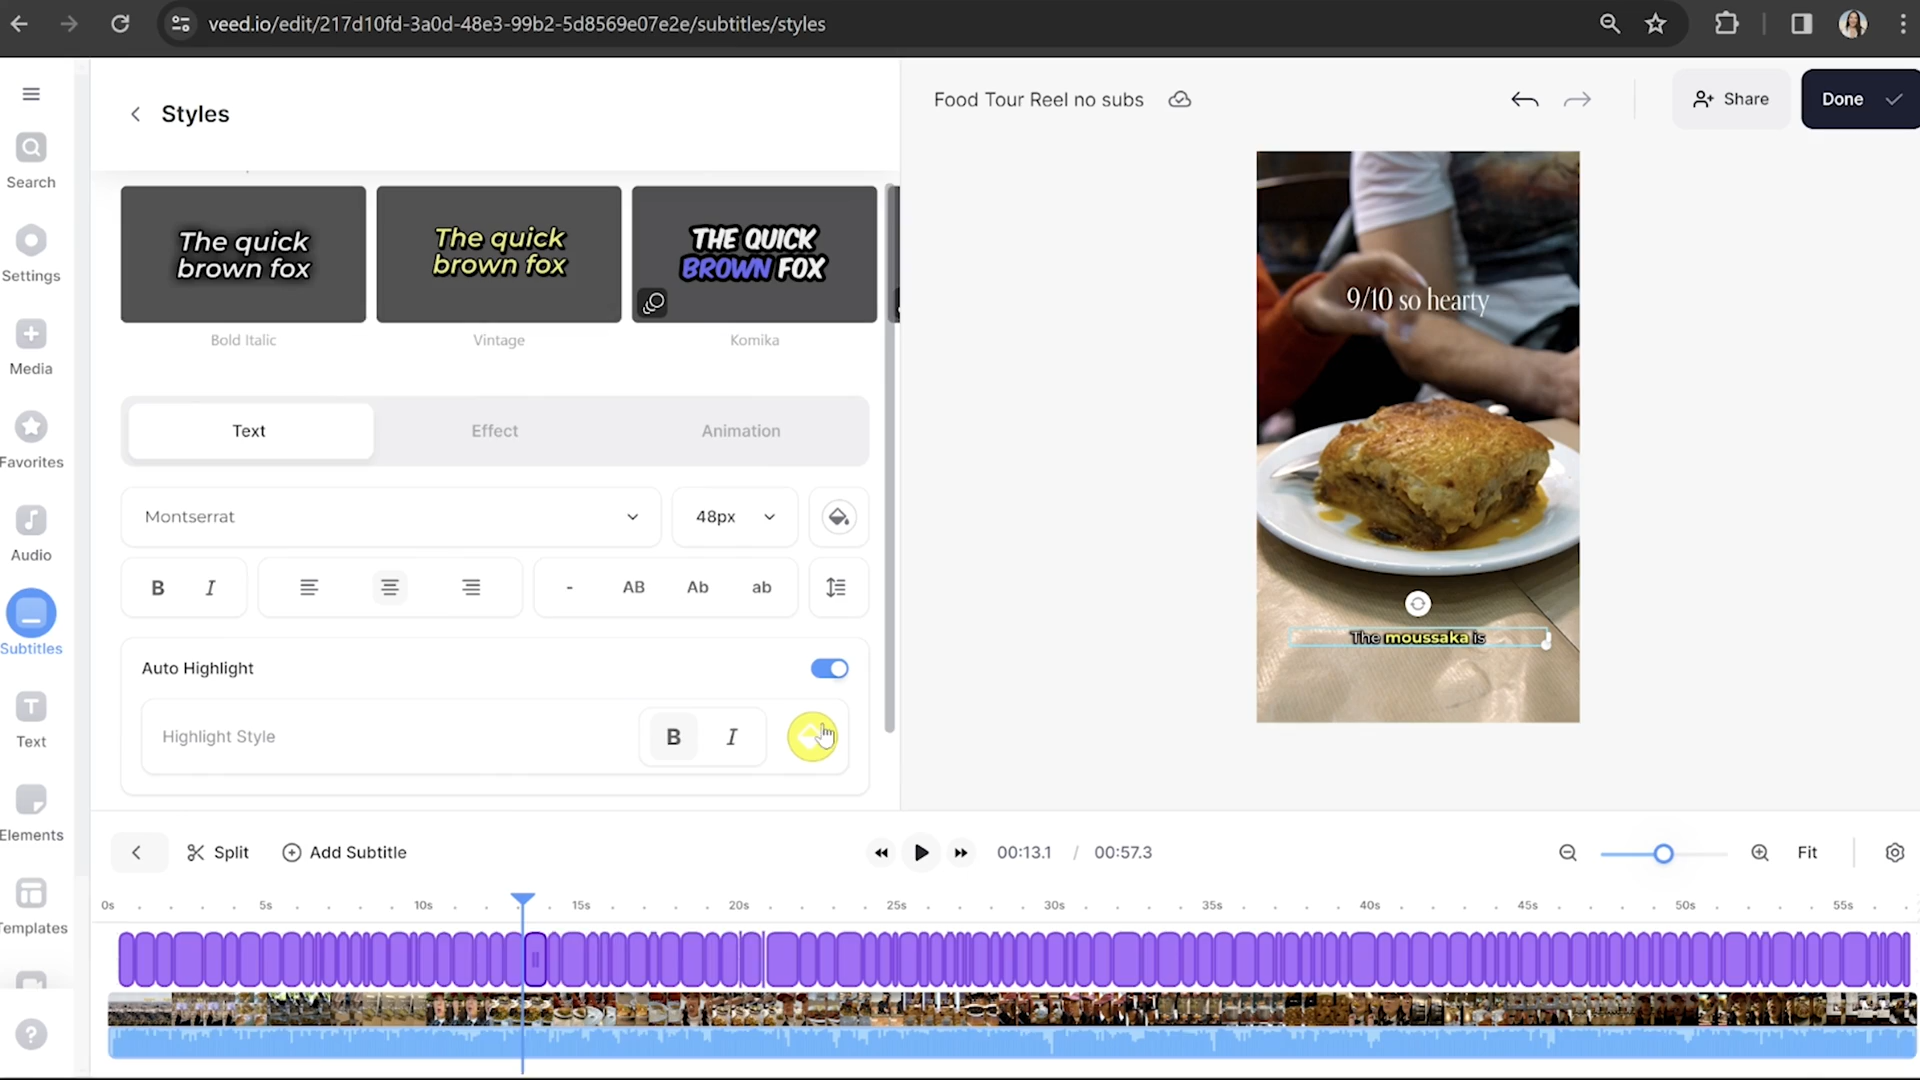 veed.io/edit/217d10fd-3a0d-48e3-99b2-5d8569e07e2e/subtitles/styles
Search
Settings
Media
Favorites
Audio
Subtitles
Text
Elements
Templates
?
Styles
The quick
brown fox
The quick
brown fox
THE QUICK
BROWN FOX
Bold Italic
Vintage
Komika
Text
Effect
Animation
Montserrat
48px
B I
- AB Ab ab
Auto Highlight
Highlight Style
B I
Food Tour Reel no subs
Share
Done
9/10 so hearty
The moussaka is
Split
Add Subtitle
00:13.1 / 00:57.3
Fit
0s 5s 10s 15s 20s 25s 30s 35s 40s 45s 50s 55s